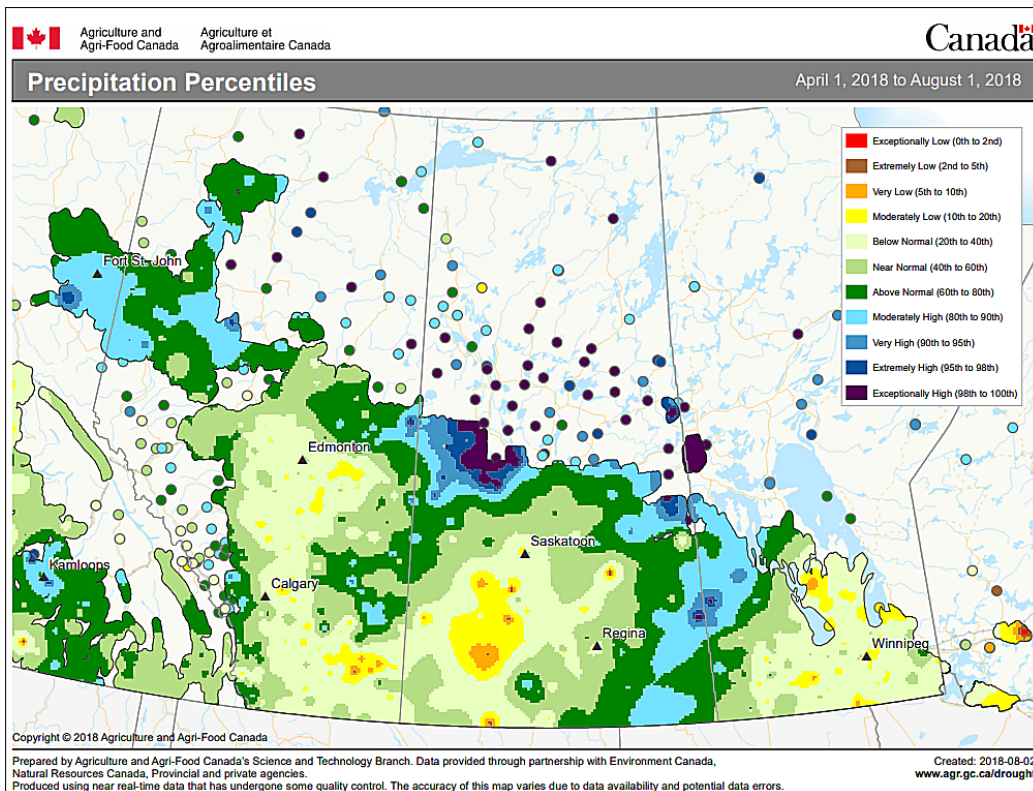 Agriculture and
Agri-Food Canada
Agriculture et
Agroalimentaire Canada
Canada
Precipitation Percentiles
April 1, 2018 to August 1, 2018
Exceptionally Low (0th to 2nd)
Extremely Low (2nd to 5th)
Very Low (5th to 10th)
Moderately Low (10th to 20th)
Below Normal (20th to 40th)
Near Normal (40th to 60th)
Above Normal (60th to 80th)
Moderately High (80th to 90th)
Very High (90th to 95th)
Extremely High (95th to 98th)
Exceptionally High (98th to 100th)
Fort St. John
Edmonton
Saskatoon
Kamloops
Calgary
Regina
Winnipeg
Copyright © 2018 Agriculture and Agri-Food Canada
Prepared by Agriculture and Agri-Food Canada's Science and Technology Branch. Data provided through partnership with Environment Canada,
Natural Resources Canada, Provincial and private agencies.
Produced using near real-time data that has undergone some quality control. The accuracy of this map varies due to data availability and potential data errors.
Created: 2018-08-02
www.agr.gc.ca/drought